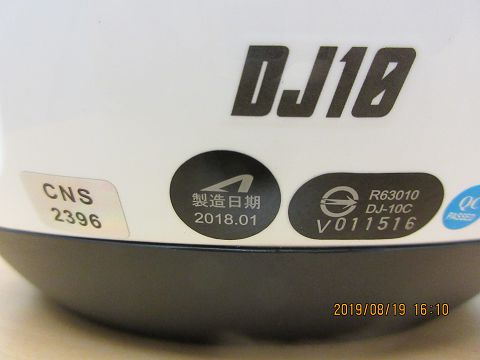 DJ10
CNS
2396
製造日期
2018.01
R63010
DJ-10C
V011516
QC
PASSED
2019/08/19 16:10